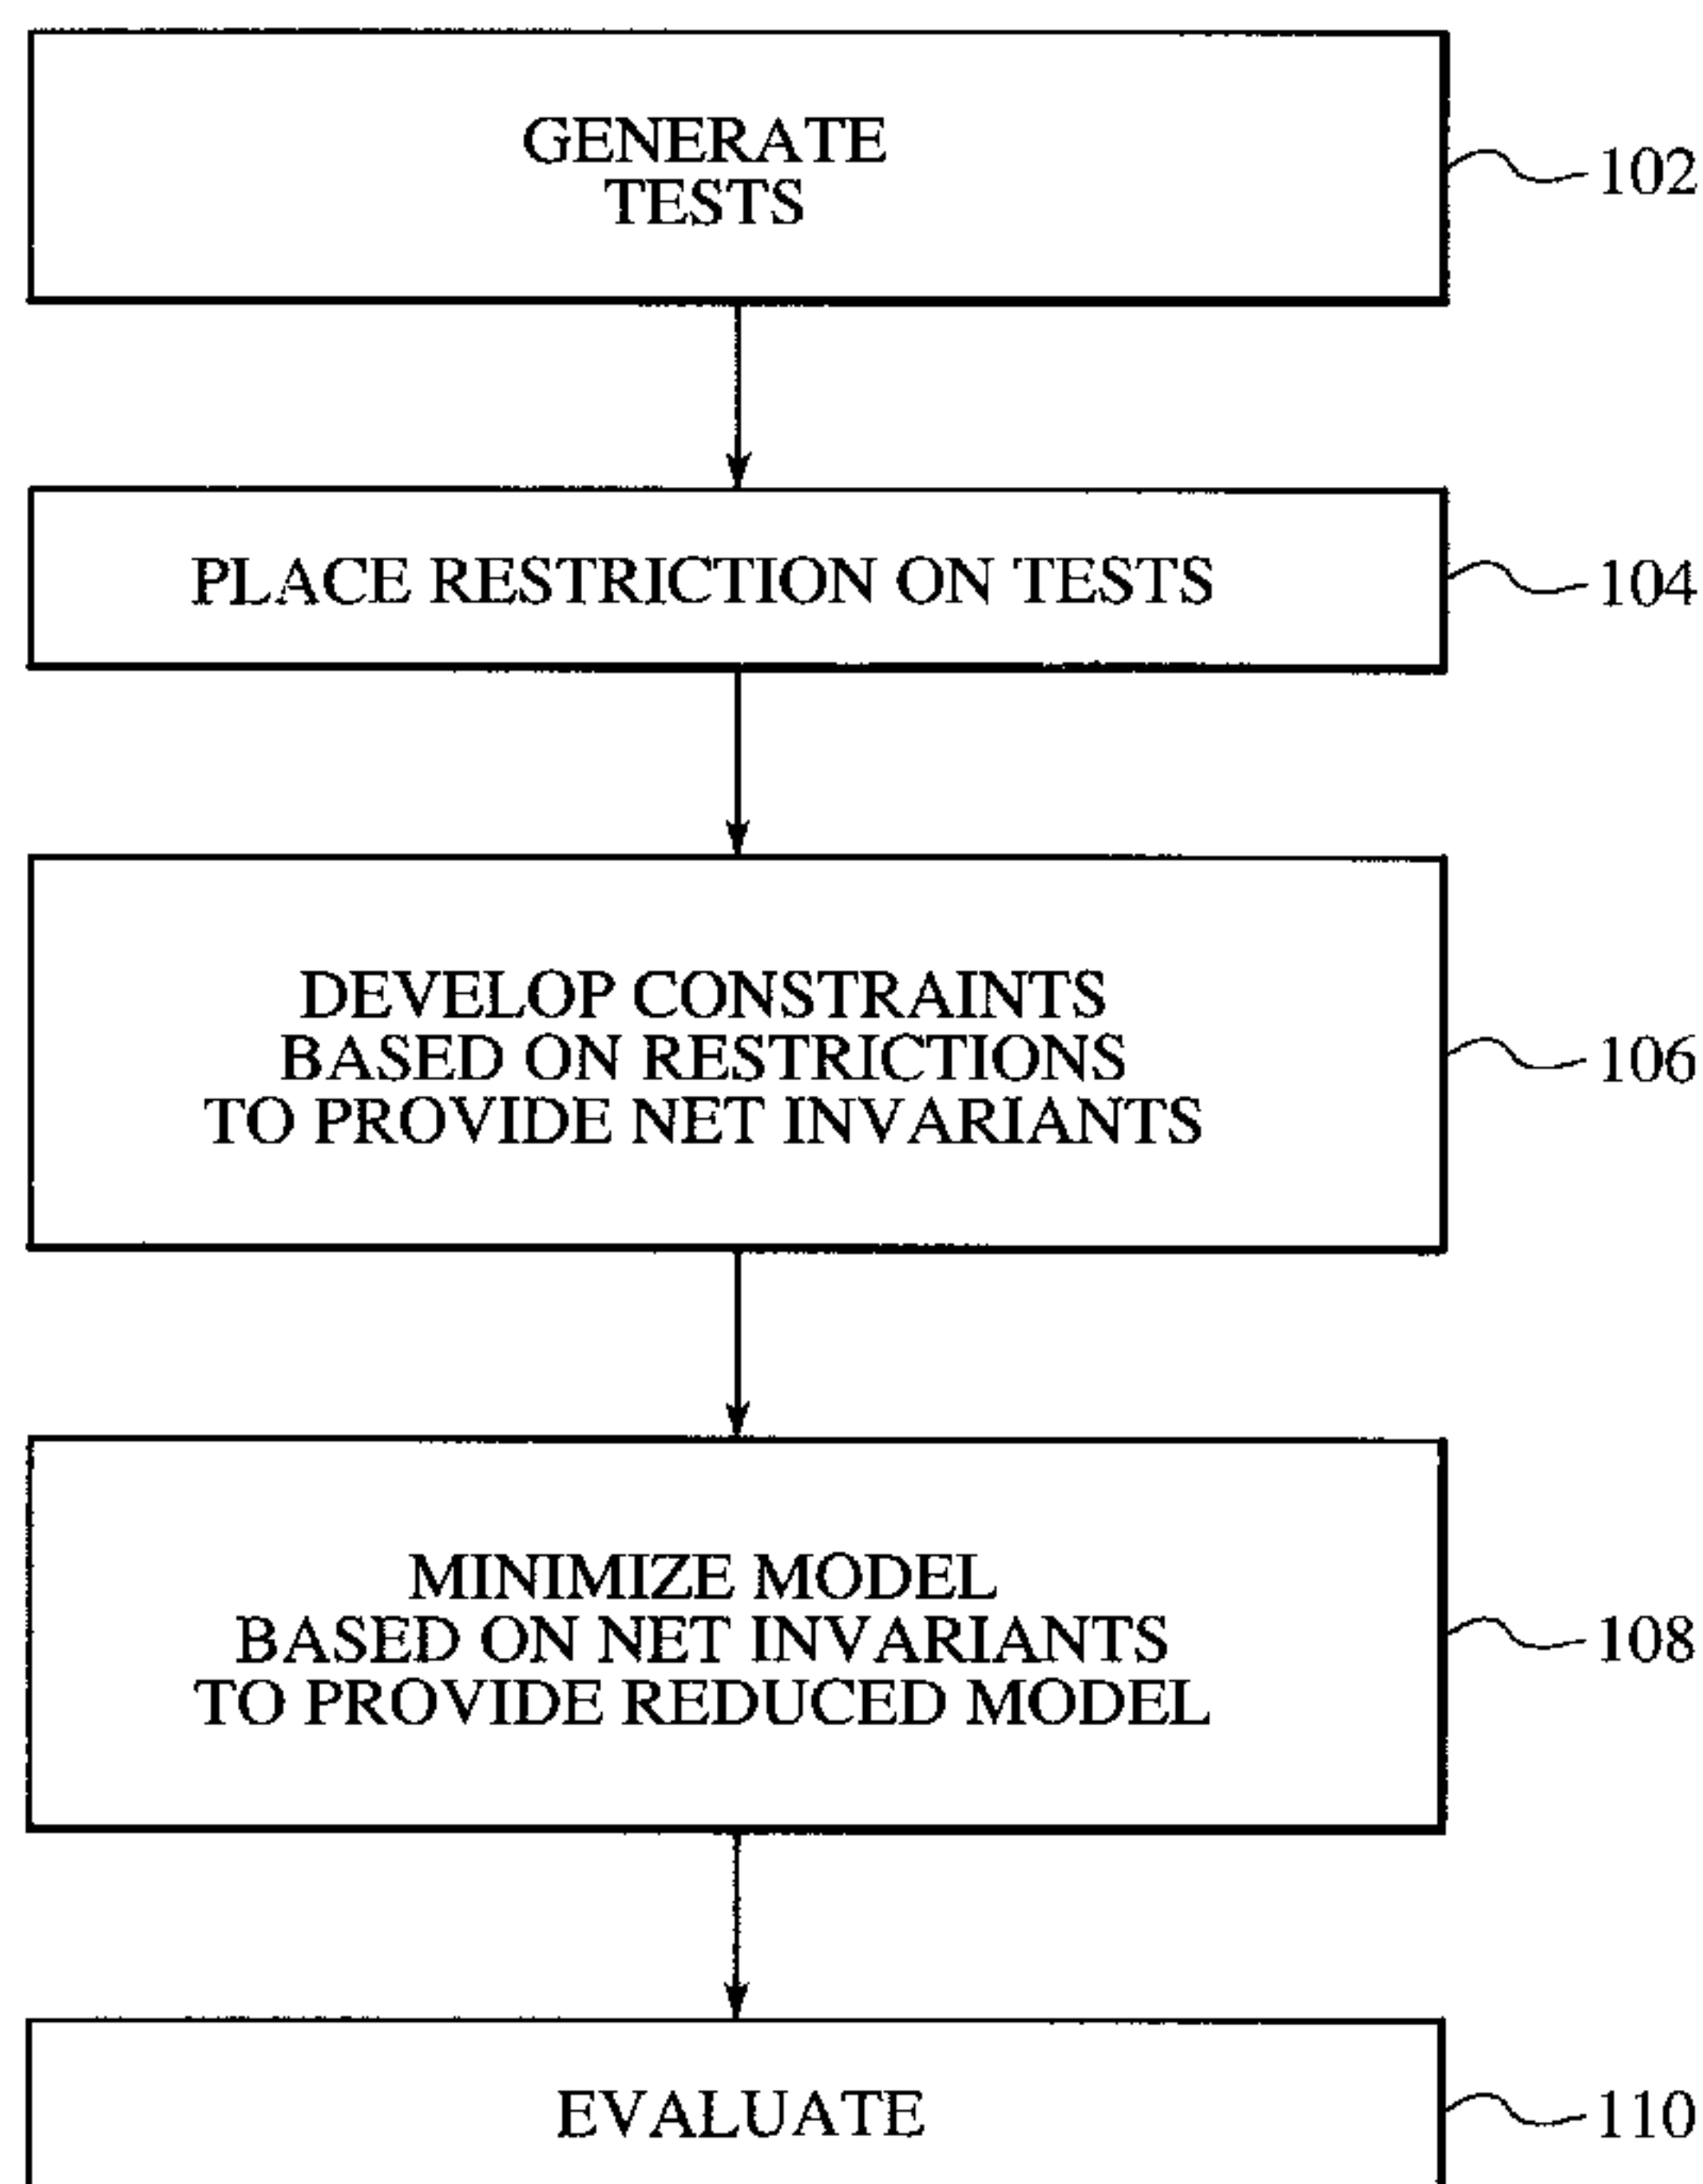 GENERATE
TESTS
102
PLACE RESTRICTION ON TESTS
104
DEVELOP CONSTRAINTS
BASED ON RESTRICTIONS
TO PROVIDE NET INVARIANTS
106
MINIMIZE MODEL
BASED ON NET INVARIANTS
TO PROVIDE REDUCED MODEL
108
EVALUATE
110